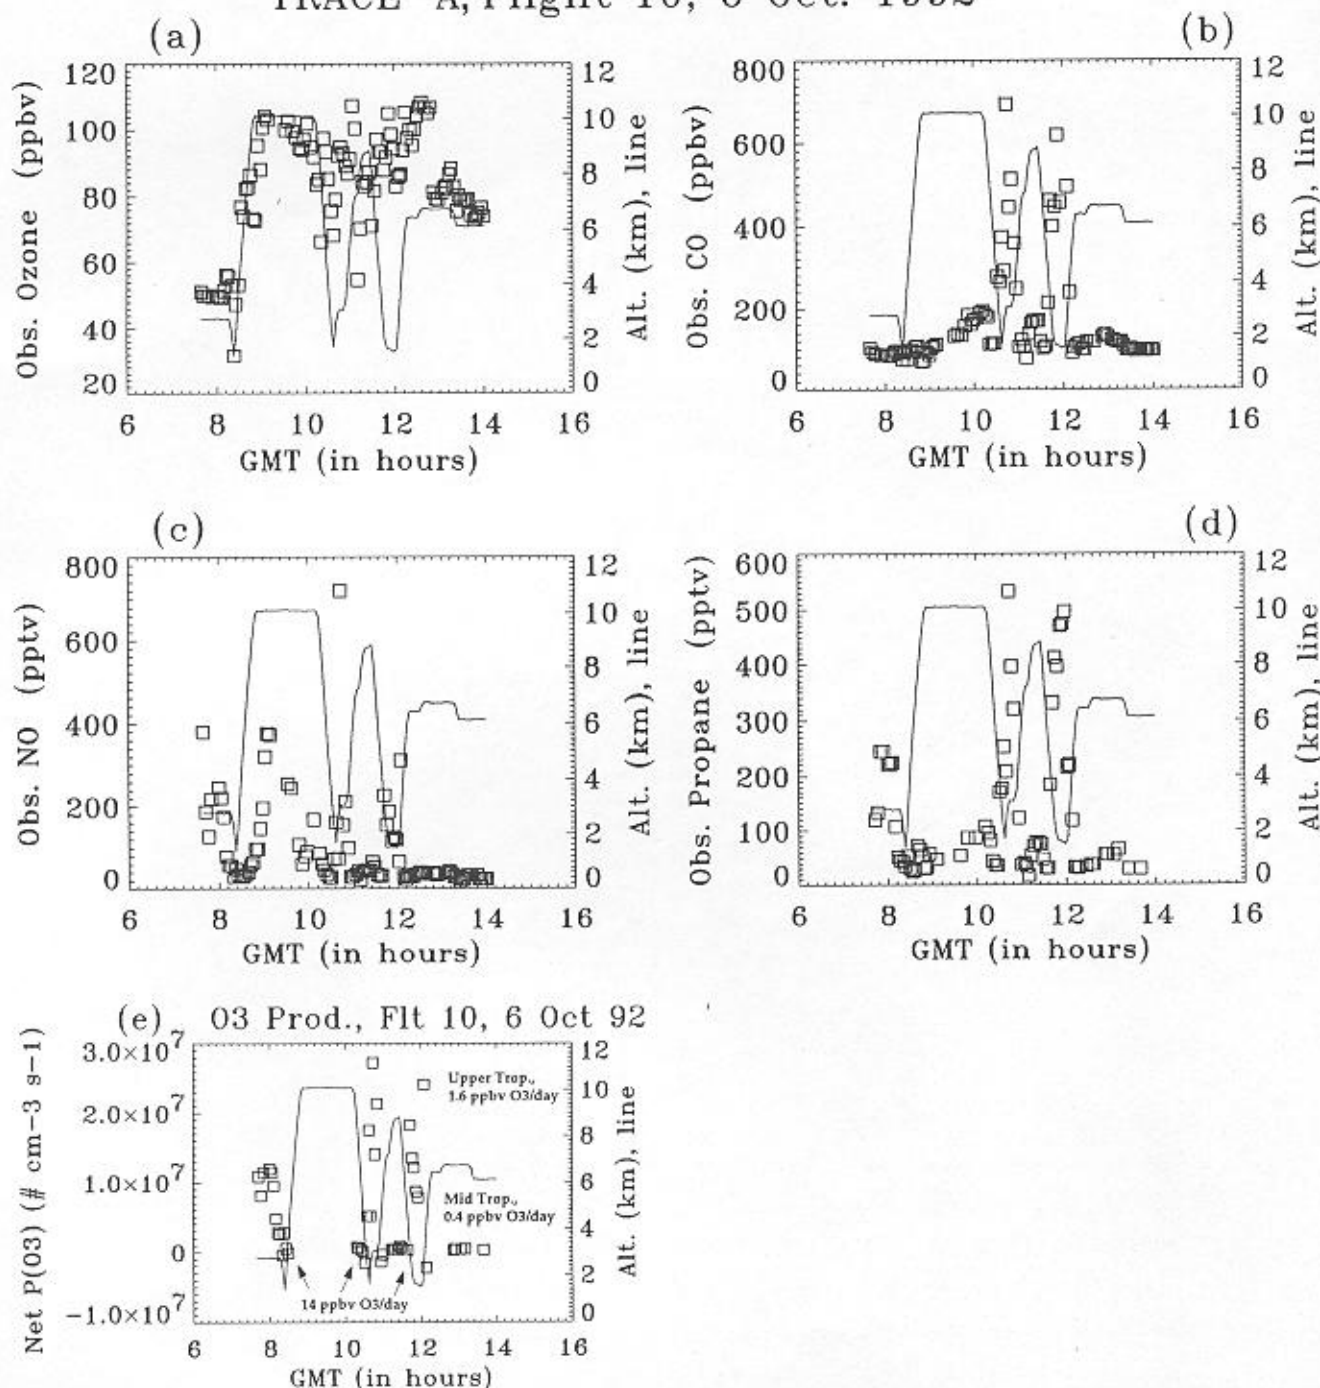 (a)
120
100
80
60
40
20
Obs. Ozone (ppbv)
12
10
8
6
4
2
0
Alt. (km), line
6 8 10 12 14 16
GMT (in hours)
(b)
800
600
400
200
0
Obs. CO (ppbv)
12
10
8
6
4
2
0
Alt. (km), line
6 8 10 12 14 16
GMT (in hours)
(c)
800
600
400
200
0
Obs. NO (pptv)
12
10
8
6
4
2
0
Alt. (km), line
6 8 10 12 14 16
GMT (in hours)
(d)
600
500
400
300
200
100
0
Obs. Propane (pptv)
12
10
8
6
4
2
0
Alt. (km), line
6 8 10 12 14 16
GMT (in hours)
(e) O3 Prod., Flt 10, 6 Oct 92
3.0×10⁷
2.0×10⁷
1.0×10⁷
0
−1.0×10⁷
Net P(O3) (# cm−3 s−1)
Upper Trop.,
1.6 ppbv O3/day
Mid Trop.,
0.4 ppbv O3/day
14 ppbv O3/day
12
10
8
6
4
2
0
Alt. (km), line
6 8 10 12 14 16
GMT (in hours)